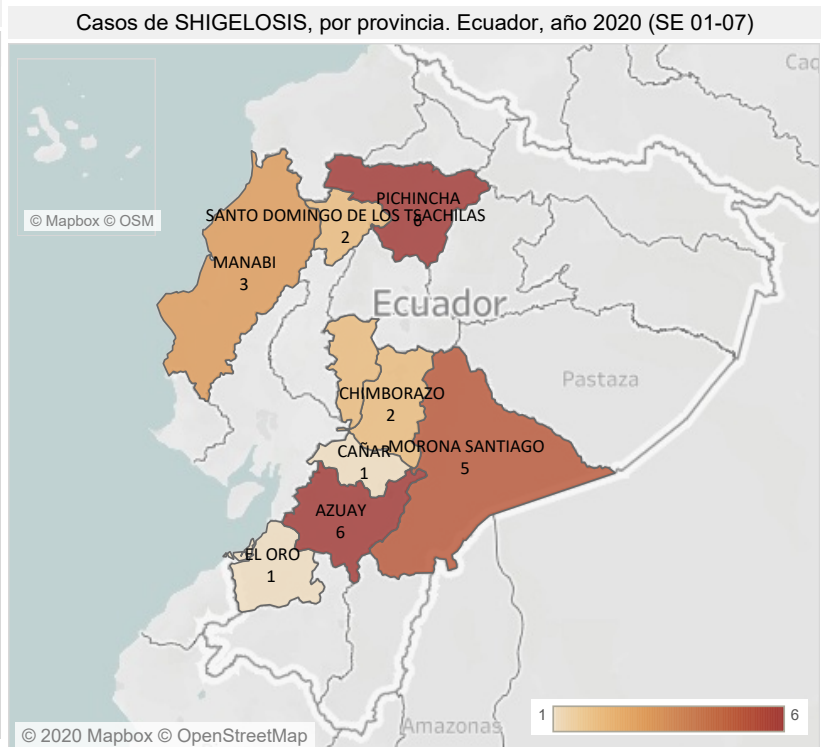 Casos de SHIGELOSIS, por provincia. Ecuador, año 2020 (SE 01-07)
Caq
© Mapbox © OSM
PICHINCHA
6
SANTO DOMINGO DE LOS TSACHILAS
2
MANABI
3
Ecuador
Pastaza
CHIMBORAZO
2
MORONA SANTIAGO
5
CAÑAR
1
AZUAY
6
EL ORO
1
1
6
Amazonas
© 2020 Mapbox © OpenStreetMap